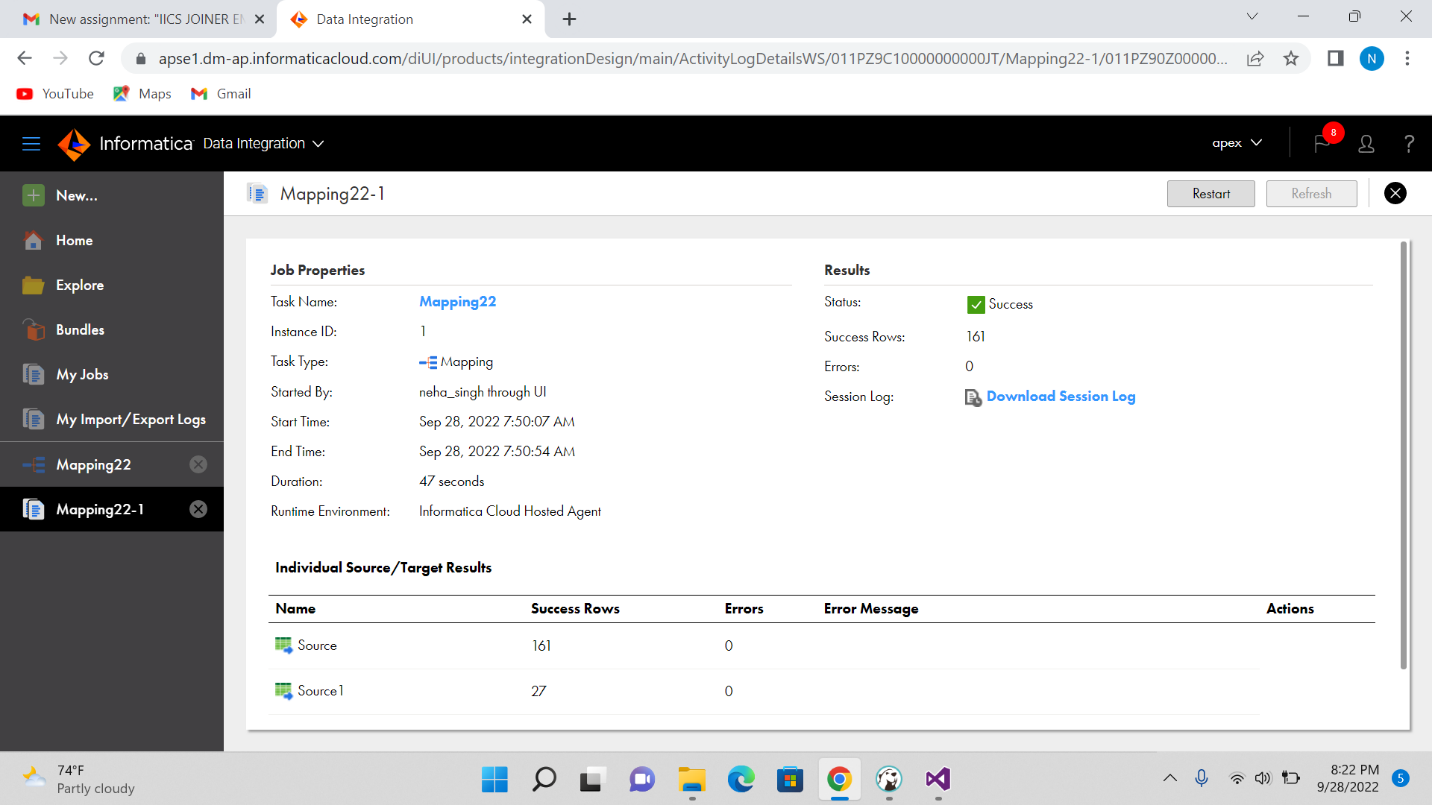 New assignment: "IICS JOINER EN
Data Integration
apse1.dm-ap.informaticacloud.com/diUI/products/integrationDesign/main/ActivityLogDetailsWS/011PZ9C10000000000JT/Mapping22-1/011PZ90Z00000...
N
YouTube Maps Gmail
Informatica Data Integration
apex
8
?
New...
Home
Explore
Bundles
My Jobs
My Import/Export Logs
Mapping22
Mapping22-1
Mapping22-1
Restart
Refresh
Job Properties
Task Name: Mapping22
Instance ID: 1
Task Type: Mapping
Started By: neha_singh through UI
Start Time: Sep 28, 2022 7:50:07 AM
End Time: Sep 28, 2022 7:50:54 AM
Duration: 47 seconds
Runtime Environment: Informatica Cloud Hosted Agent
Results
Status: Success
Success Rows: 161
Errors: 0
Session Log: Download Session Log
Individual Source/Target Results
Name Success Rows Errors Error Message Actions
Source 161 0
Source1 27 0
74°F
Partly cloudy
8:22 PM
9/28/2022
5